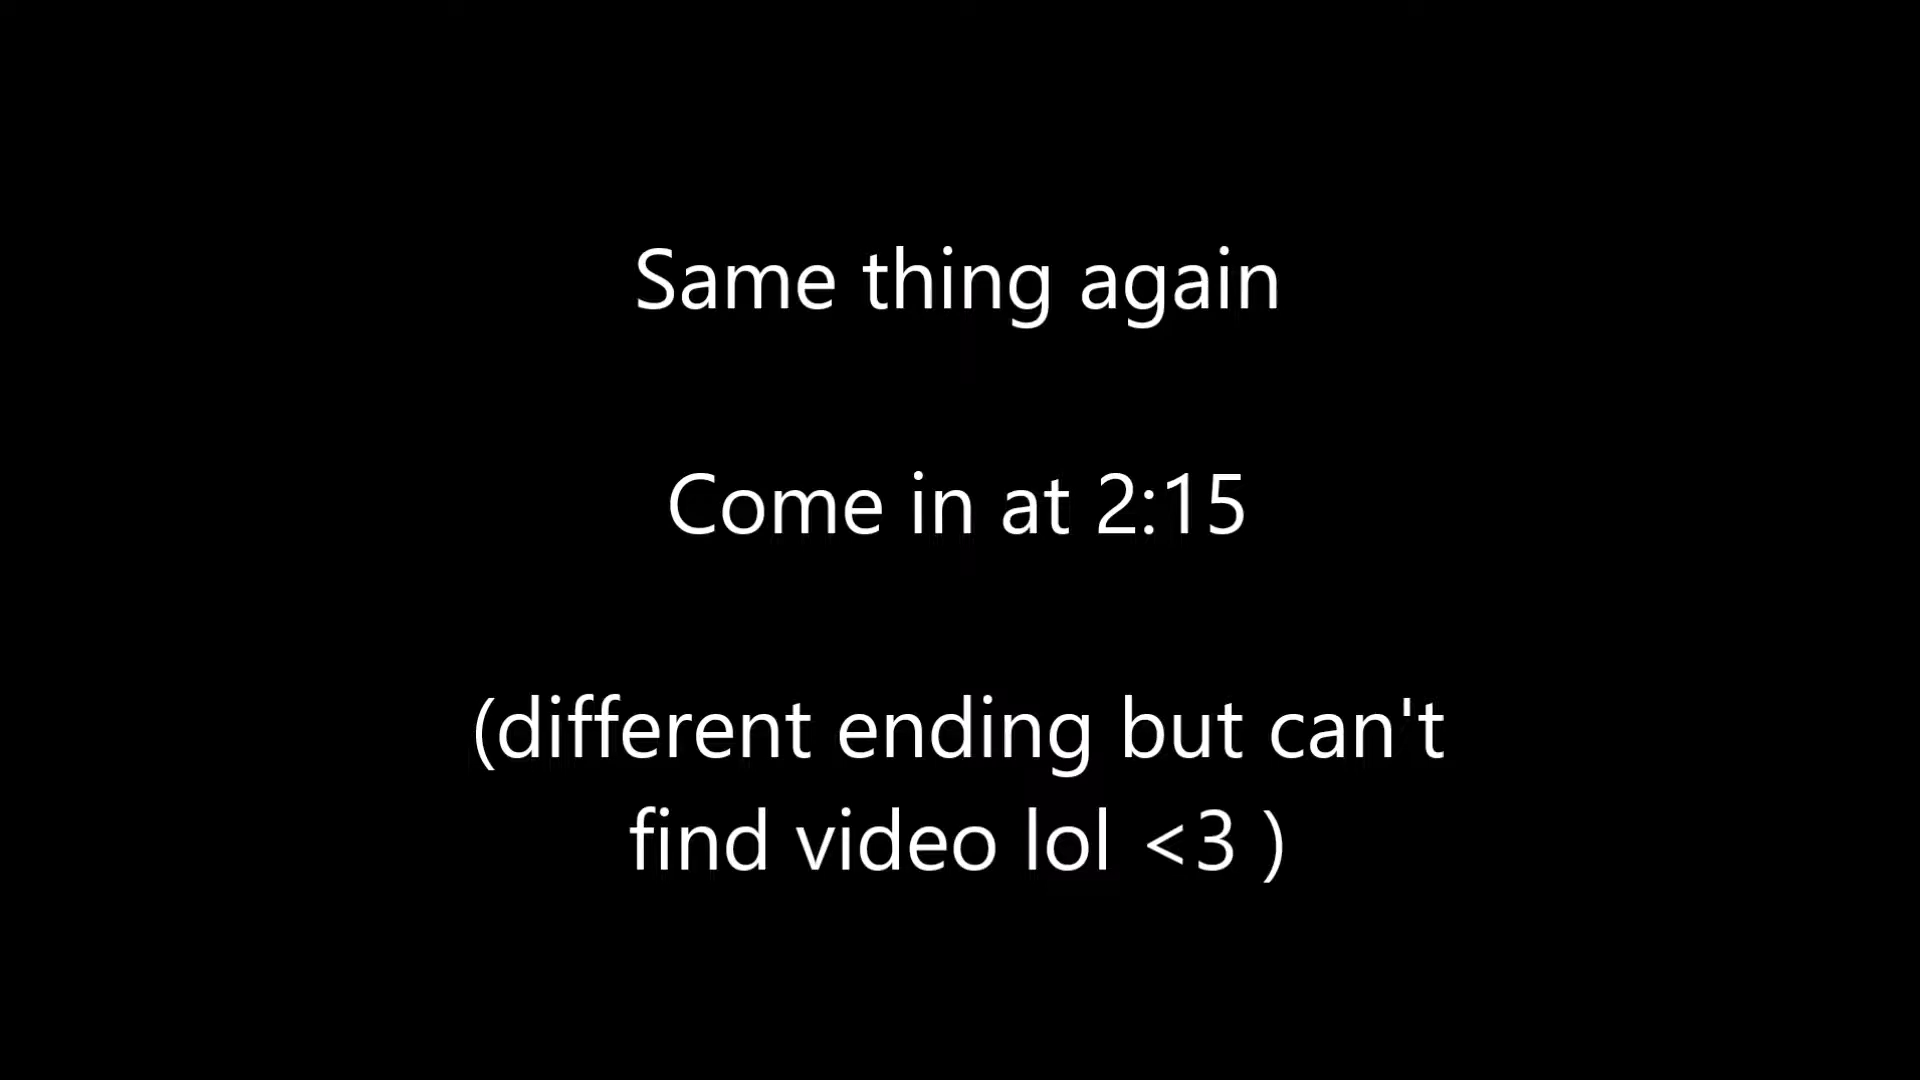 Same thing again
Come in at 2:15
(different ending but can't
find video lol <3 )